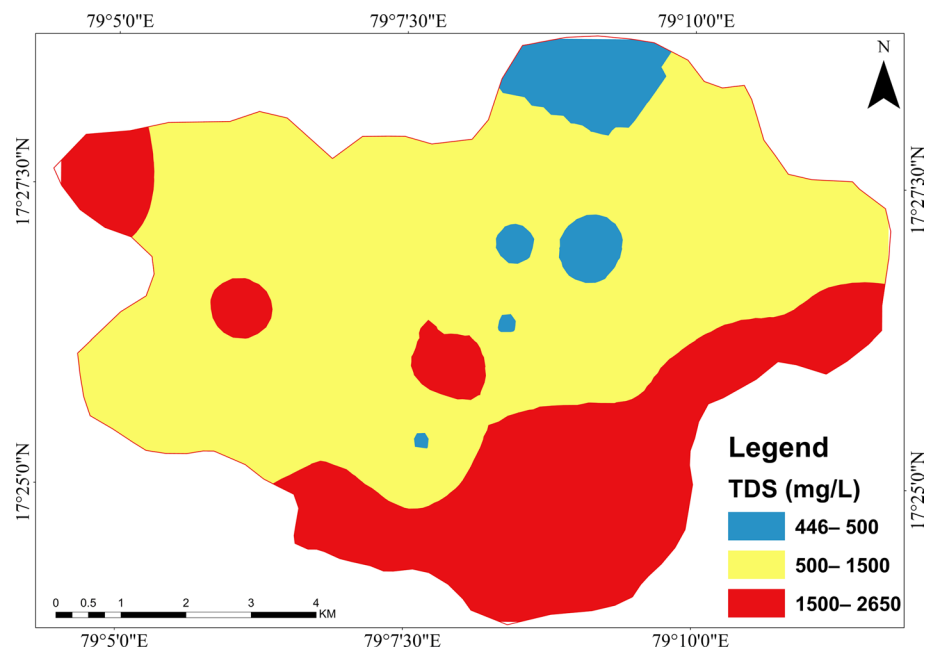 79°5'0"E 79°7'30"E 79°10'0"E
N
17°27'30"N 17°27'30"N
17°25'0"N 17°25'0"N
Legend
TDS (mg/L)
446– 500
500– 1500
1500– 2650
0 0.5 1 2 3 4
KM
79°5'0"E 79°7'30"E 79°10'0"E